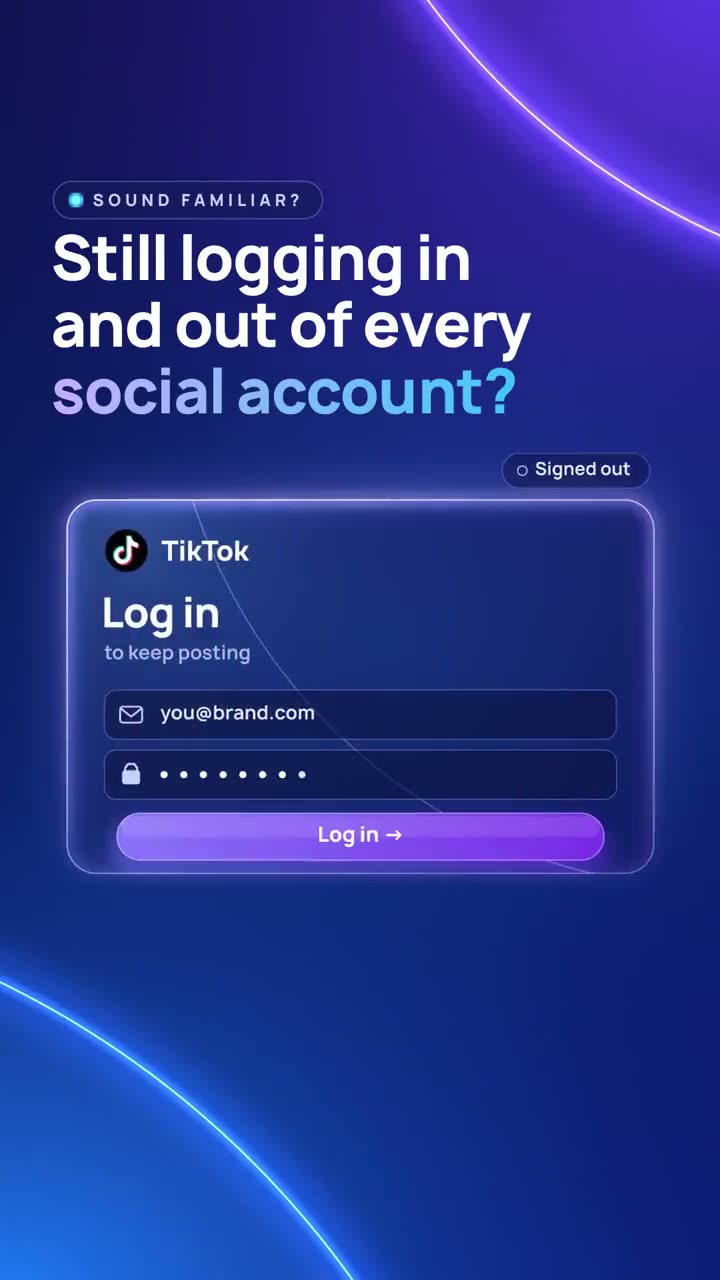 SOUND FAMILIAR?
Still logging in
and out of every
social account?
Signed out
TikTok
Log in
to keep posting
you@brand.com
• • • • • • • •
Log in →